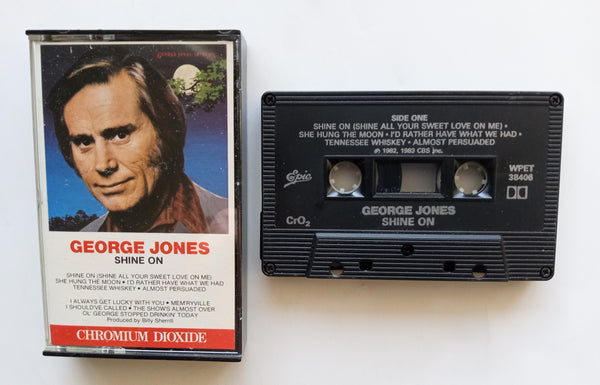 GEORGE JONES
SHINE ON
SHINE ON (SHINE ALL YOUR SWEET LOVE ON ME)
SHE HUNG THE MOON • I'D RATHER HAVE WHAT WE HAD
TENNESSEE WHISKEY • ALMOST PERSUADED
I ALWAYS GET LUCKY WITH YOU • MEM'RYVILLE
I SHOULD'VE CALLED • THE SHOW'S ALMOST OVER
OL' GEORGE STOPPED DRINKIN' TODAY
Produced by Billy Sherrill
CHROMIUM DIOXIDE
SIDE ONE
SHINE ON (SHINE ALL YOUR SWEET LOVE ON ME) •
SHE HUNG THE MOON • I'D RATHER HAVE WHAT WE HAD •
TENNESSEE WHISKEY • ALMOST PERSUADED
℗ 1982, 1983 CBS Inc.
Epic
WPET
38406
CrO₂
GEORGE JONES
SHINE ON